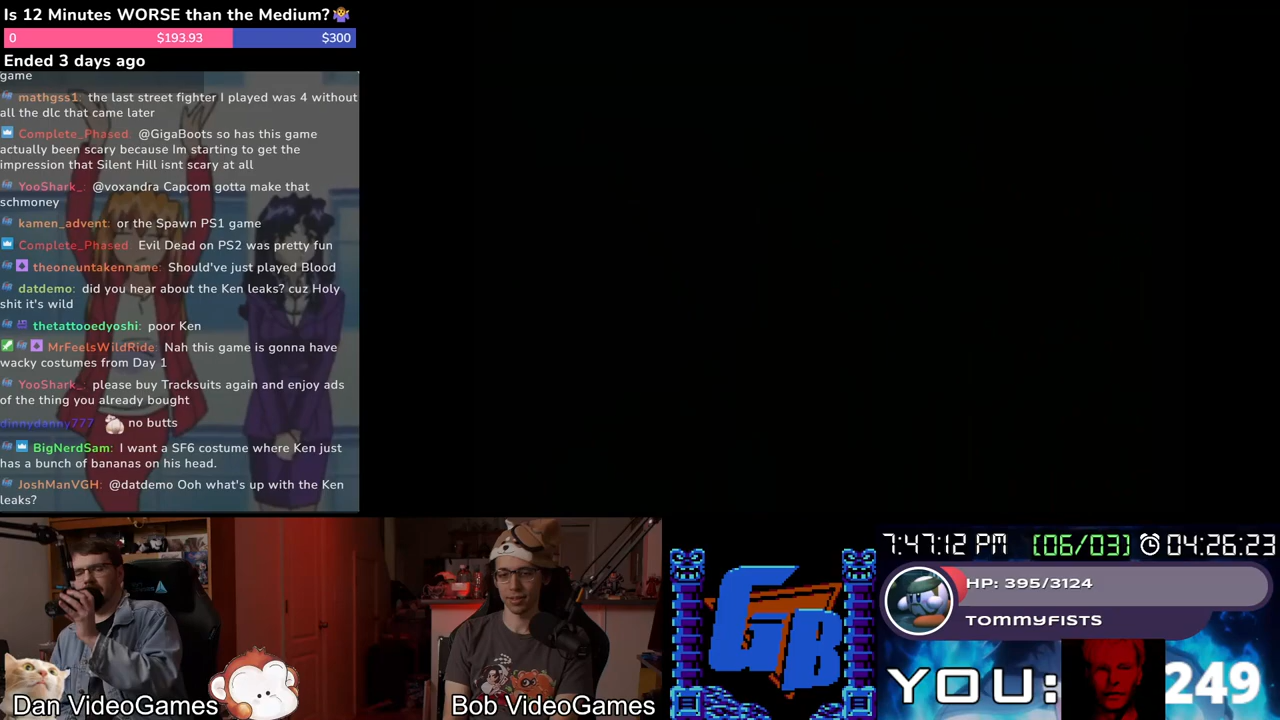 Is 12 Minutes WORSE than the Medium?🤷‍♀️
0 $193.93 $300
Ended 3 days ago
game
mathgss1: the last street fighter I played was 4 without
all the dlc that came later
Complete_Phased: @GigaBoots so has this game
actually been scary because Im starting to get the
impression that Silent Hill isnt scary at all
YooShark_: @voxandra Capcom gotta make that
schmoney
kamen_advent: or the Spawn PS1 game
Complete_Phased: Evil Dead on PS2 was pretty fun
theoneuntakenname: Should've just played Blood
datdemo: did you hear about the Ken leaks? cuz Holy
shit it's wild
thetattooedyoshi: poor Ken
MrFeelsWildRide: Nah this game is gonna have
wacky costumes from Day 1
YooShark_: please buy Tracksuits again and enjoy ads
of the thing you already bought
dinnydanny777 no butts
BigNerdSam: I want a SF6 costume where Ken just
has a bunch of bananas on his head.
JoshManVGH: @datdemo Ooh what's up with the Ken
leaks?
Dan VideoGames
Bob VideoGames
GB
7:47:12 PM [06/03] 04:26:23
HP: 395/3124
TOMMYFISTS
YOU: 249